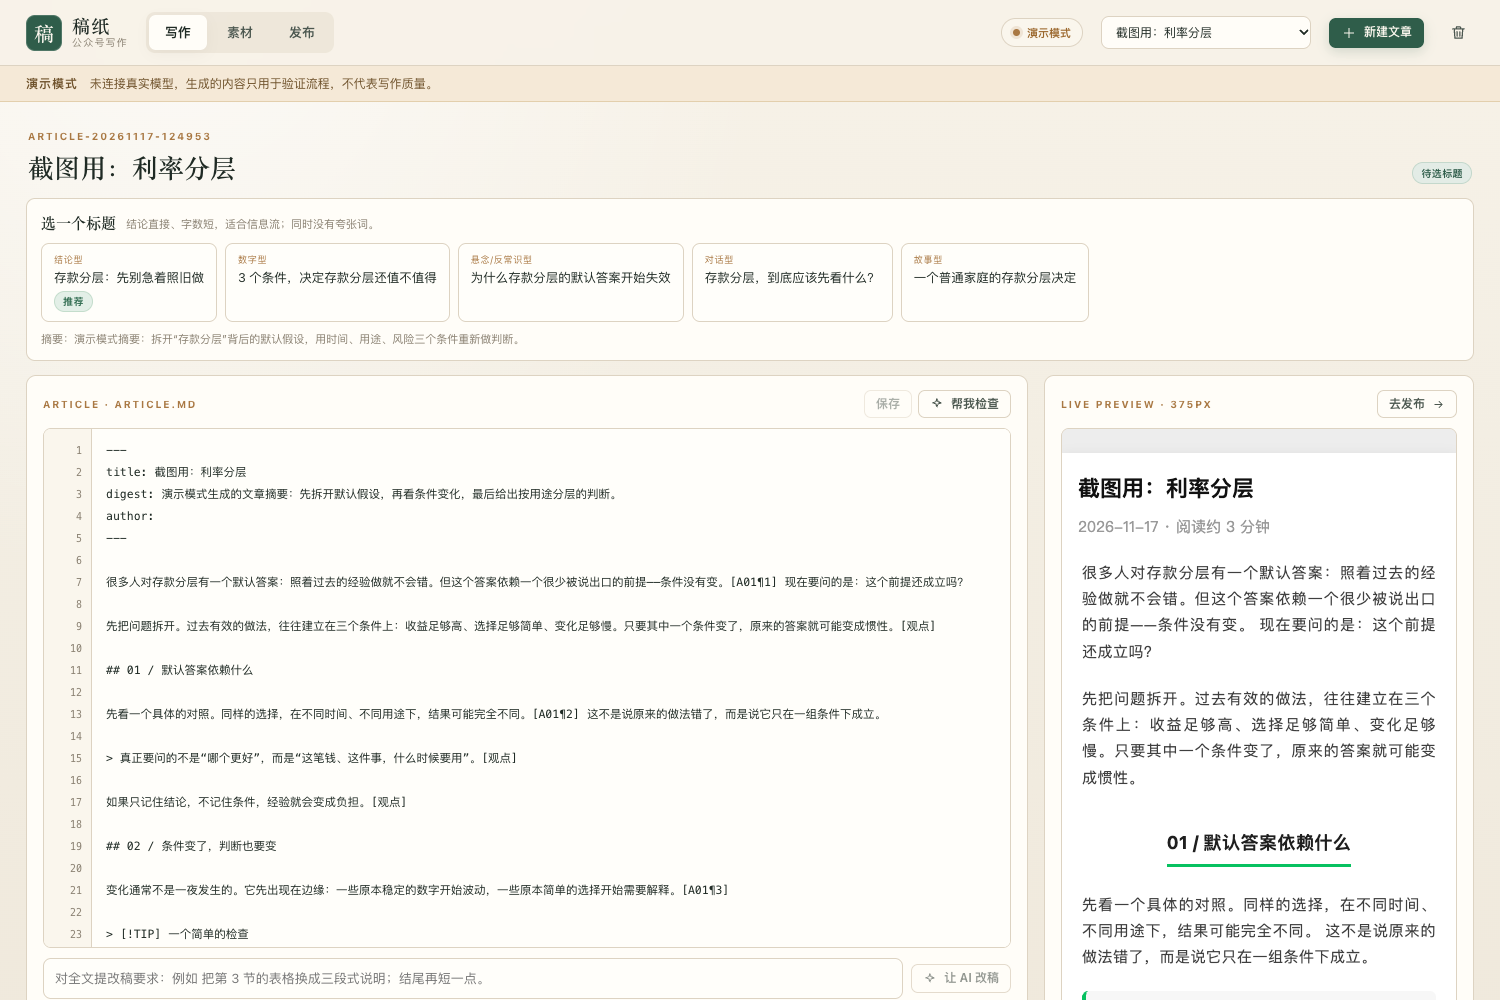 稿 稿纸
公众号写作
写作 素材 发布
演示模式
截图用：利率分层
新建文章
演示模式 未连接真实模型，生成的内容只用于验证流程，不代表写作质量。
ARTICLE-20261117-124953
截图用：利率分层
待选标题
选一个标题 结论直接、字数短，适合信息流；同时没有夸张词。
结论型
存款分层：先别急着照旧做
推荐
数字型
3 个条件，决定存款分层还值不值得
悬念/反常识型
为什么存款分层的默认答案开始失效
对话型
存款分层，到底应该先看什么？
故事型
一个普通家庭的存款分层决定
摘要：演示模式摘要：拆开“存款分层”背后的默认假设，用时间、用途、风险三个条件重新做判断。
ARTICLE · ARTICLE.MD
保存
帮我检查
1 ---
2 title: 截图用：利率分层
3 digest: 演示模式生成的文章摘要：先拆开默认假设，再看条件变化，最后给出按用途分层的判断。
4 author:
5 ---
6
7 很多人对存款分层有一个默认答案：照着过去的经验做就不会错。但这个答案依赖一个很少被说出口的前提——条件没有变。[A01¶1] 现在要问的是：这个前提还成立吗？
8
9 先把问题拆开。过去有效的做法，往往建立在三个条件上：收益足够高、选择足够简单、变化足够慢。只要其中一个条件变了，原来的答案就可能变成惯性。[观点]
10
11 ## 01 / 默认答案依赖什么
12
13 先看一个具体的对照。同样的选择，在不同时间、不同用途下，结果可能完全不同。[A01¶2] 这不是说原来的做法错了，而是说它只在一组条件下成立。
14
15 > 真正要问的不是“哪个更好”，而是“这笔钱、这件事，什么时候要用”。[观点]
16
17 如果只记住结论，不记住条件，经验就会变成负担。[观点]
18
19 ## 02 / 条件变了，判断也要变
20
21 变化通常不是一夜发生的。它先出现在边缘：一些原本稳定的数字开始波动，一些原本简单的选择开始需要解释。[A01¶3]
22
23 > [!TIP] 一个简单的检查
对全文提改稿要求：例如 把第 3 节的表格换成三段式说明；结尾再短一点。
让 AI 改稿
LIVE PREVIEW · 375PX
去发布 →
截图用：利率分层
2026-11-17 · 阅读约 3 分钟
很多人对存款分层有一个默认答案：照着过去的经
验做就不会错。但这个答案依赖一个很少被说出口
的前提——条件没有变。 现在要问的是：这个前提
还成立吗？
先把问题拆开。过去有效的做法，往往建立在三个
条件上：收益足够高、选择足够简单、变化足够
慢。只要其中一个条件变了，原来的答案就可能变
成惯性。
01 / 默认答案依赖什么
先看一个具体的对照。同样的选择，在不同时间、
不同用途下，结果可能完全不同。 这不是说原来的
做法错了，而是说它只在一组条件下成立。